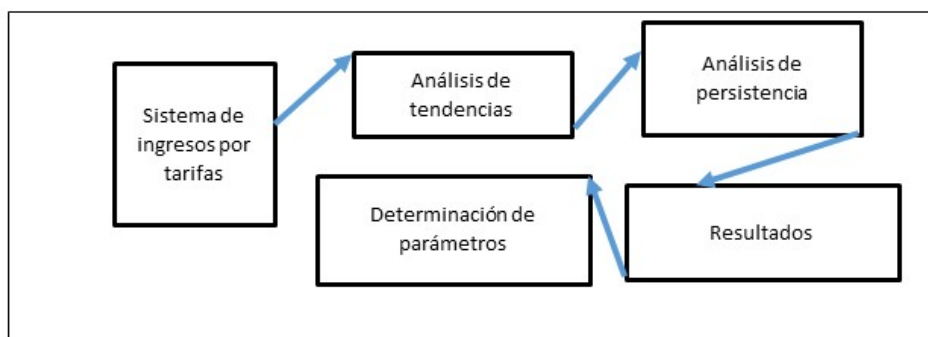 Sistema de
ingresos por
tarifas
Análisis de
tendencias
Análisis de
persistencia
Resultados
Determinación de
parámetros